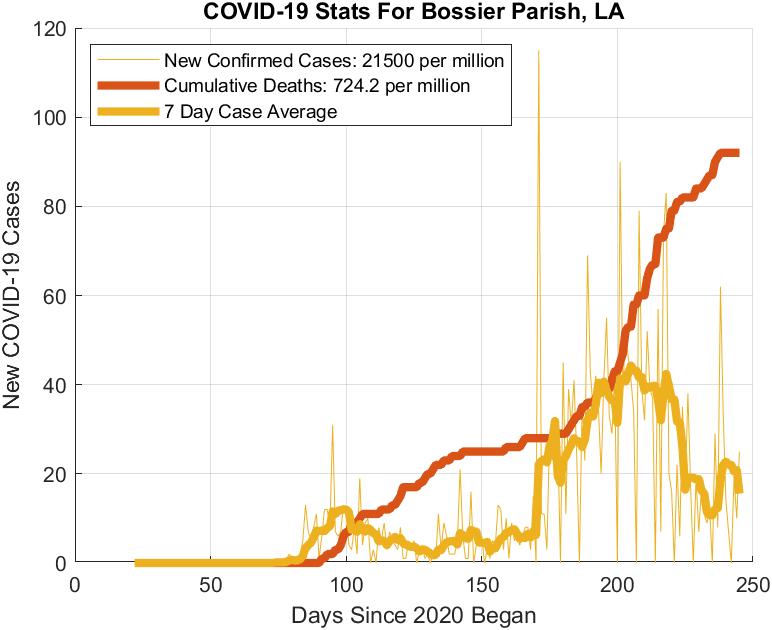 COVID-19 Stats For Bossier Parish, LA
New Confirmed Cases: 21500 per million
Cumulative Deaths: 724.2 per million
7 Day Case Average
New COVID-19 Cases
120
100
80
60
40
20
0
0 50 100 150 200 250
Days Since 2020 Began